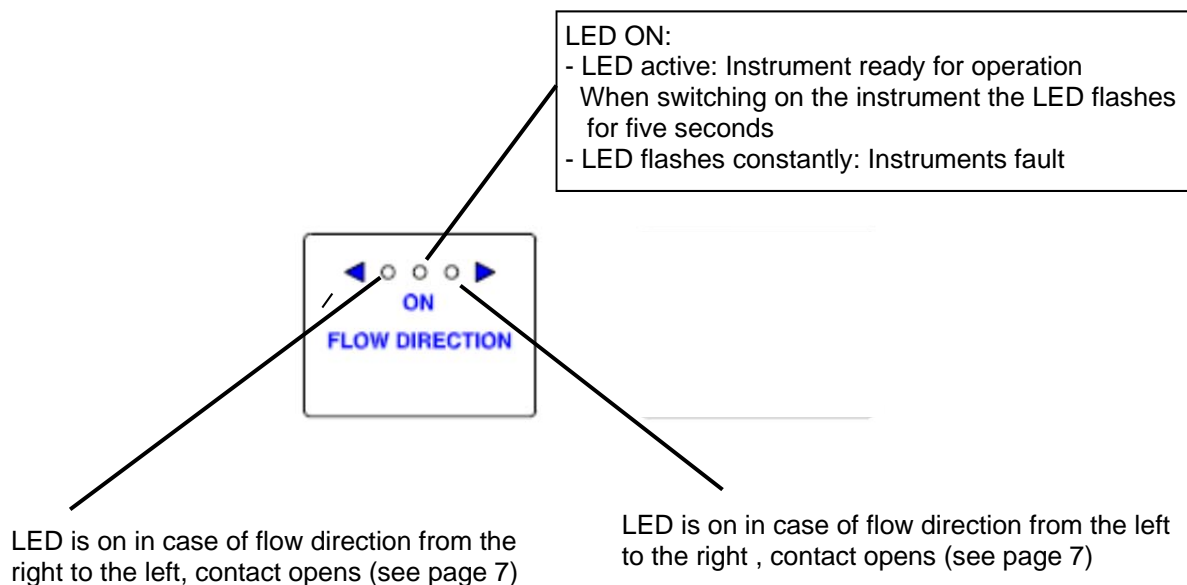 LED ON:
- LED active: Instrument ready for operation
When switching on the instrument the LED flashes
for five seconds
- LED flashes constantly: Instruments fault
ON
FLOW DIRECTION
LED is on in case of flow direction from the
right to the left, contact opens (see page 7)
LED is on in case of flow direction from the left
to the right , contact opens (see page 7)